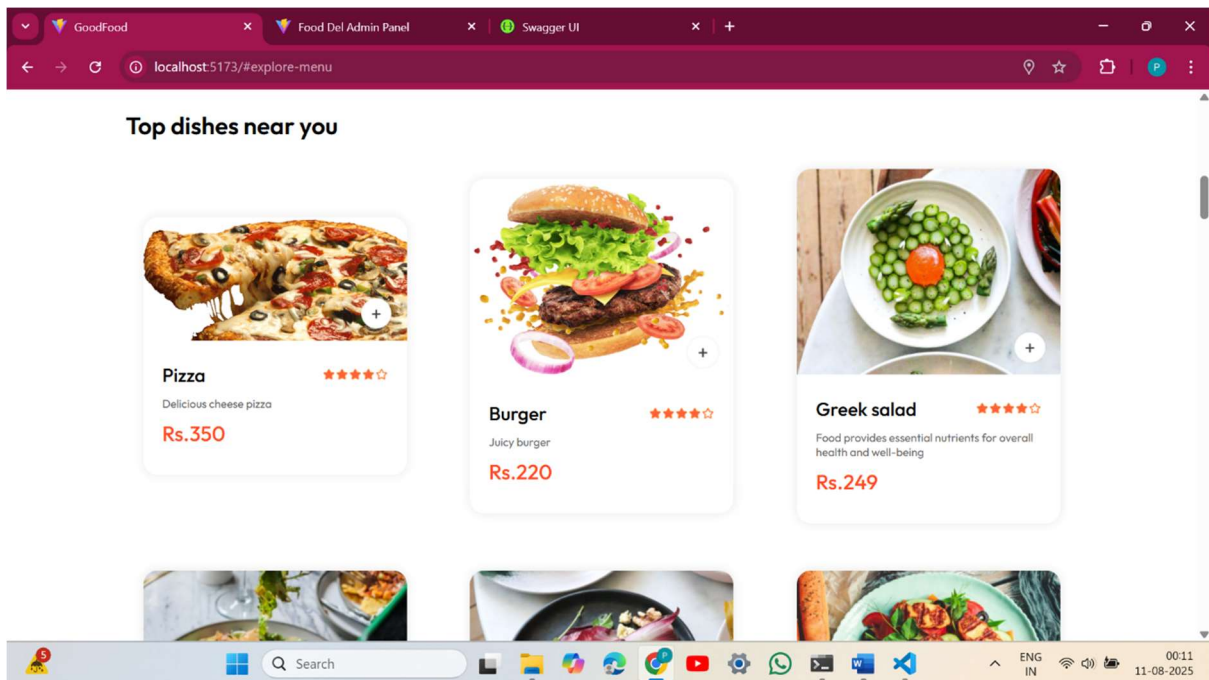 GoodFood
Food Del Admin Panel
Swagger UI
localhost:5173/#explore-menu
P
Top dishes near you
Pizza
Delicious cheese pizza
Rs.350
Burger
Juicy burger
Rs.220
Greek salad
Food provides essential nutrients for overall
health and well-being
Rs.249
5
Search
P
ENG
IN
00:11
11-08-2025